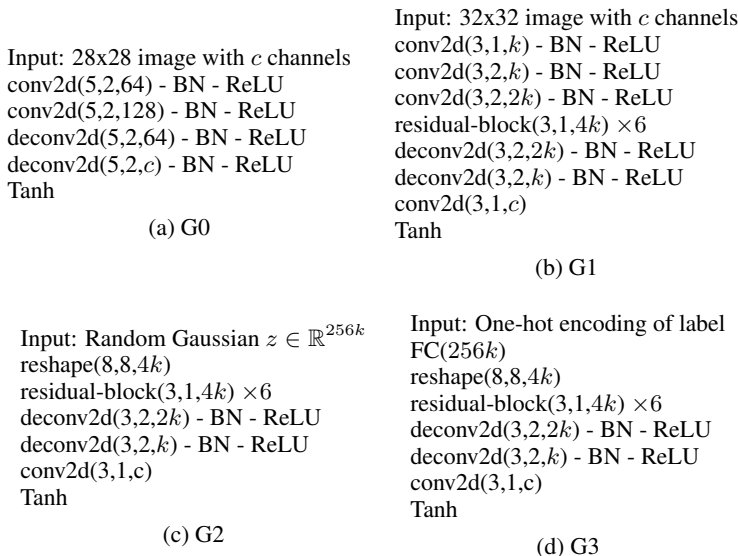 Input: 28x28 image with c channels
conv2d(5,2,64) - BN - ReLU
conv2d(5,2,128) - BN - ReLU
deconv2d(5,2,64) - BN - ReLU
deconv2d(5,2,c) - BN - ReLU
Tanh
(a) G0
Input: 32x32 image with c channels
conv2d(3,1,k) - BN - ReLU
conv2d(3,2,k) - BN - ReLU
conv2d(3,2,2k) - BN - ReLU
residual-block(3,1,4k) ×6
deconv2d(3,2,2k) - BN - ReLU
deconv2d(3,2,k) - BN - ReLU
conv2d(3,1,c)
Tanh
(b) G1
Input: Random Gaussian z ∈ ℝ^{256k}
reshape(8,8,4k)
residual-block(3,1,4k) ×6
deconv2d(3,2,2k) - BN - ReLU
deconv2d(3,2,k) - BN - ReLU
conv2d(3,1,c)
Tanh
(c) G2
Input: One-hot encoding of label
FC(256k)
reshape(8,8,4k)
residual-block(3,1,4k) ×6
deconv2d(3,2,2k) - BN - ReLU
deconv2d(3,2,k) - BN - ReLU
conv2d(3,1,c)
Tanh
(d) G3